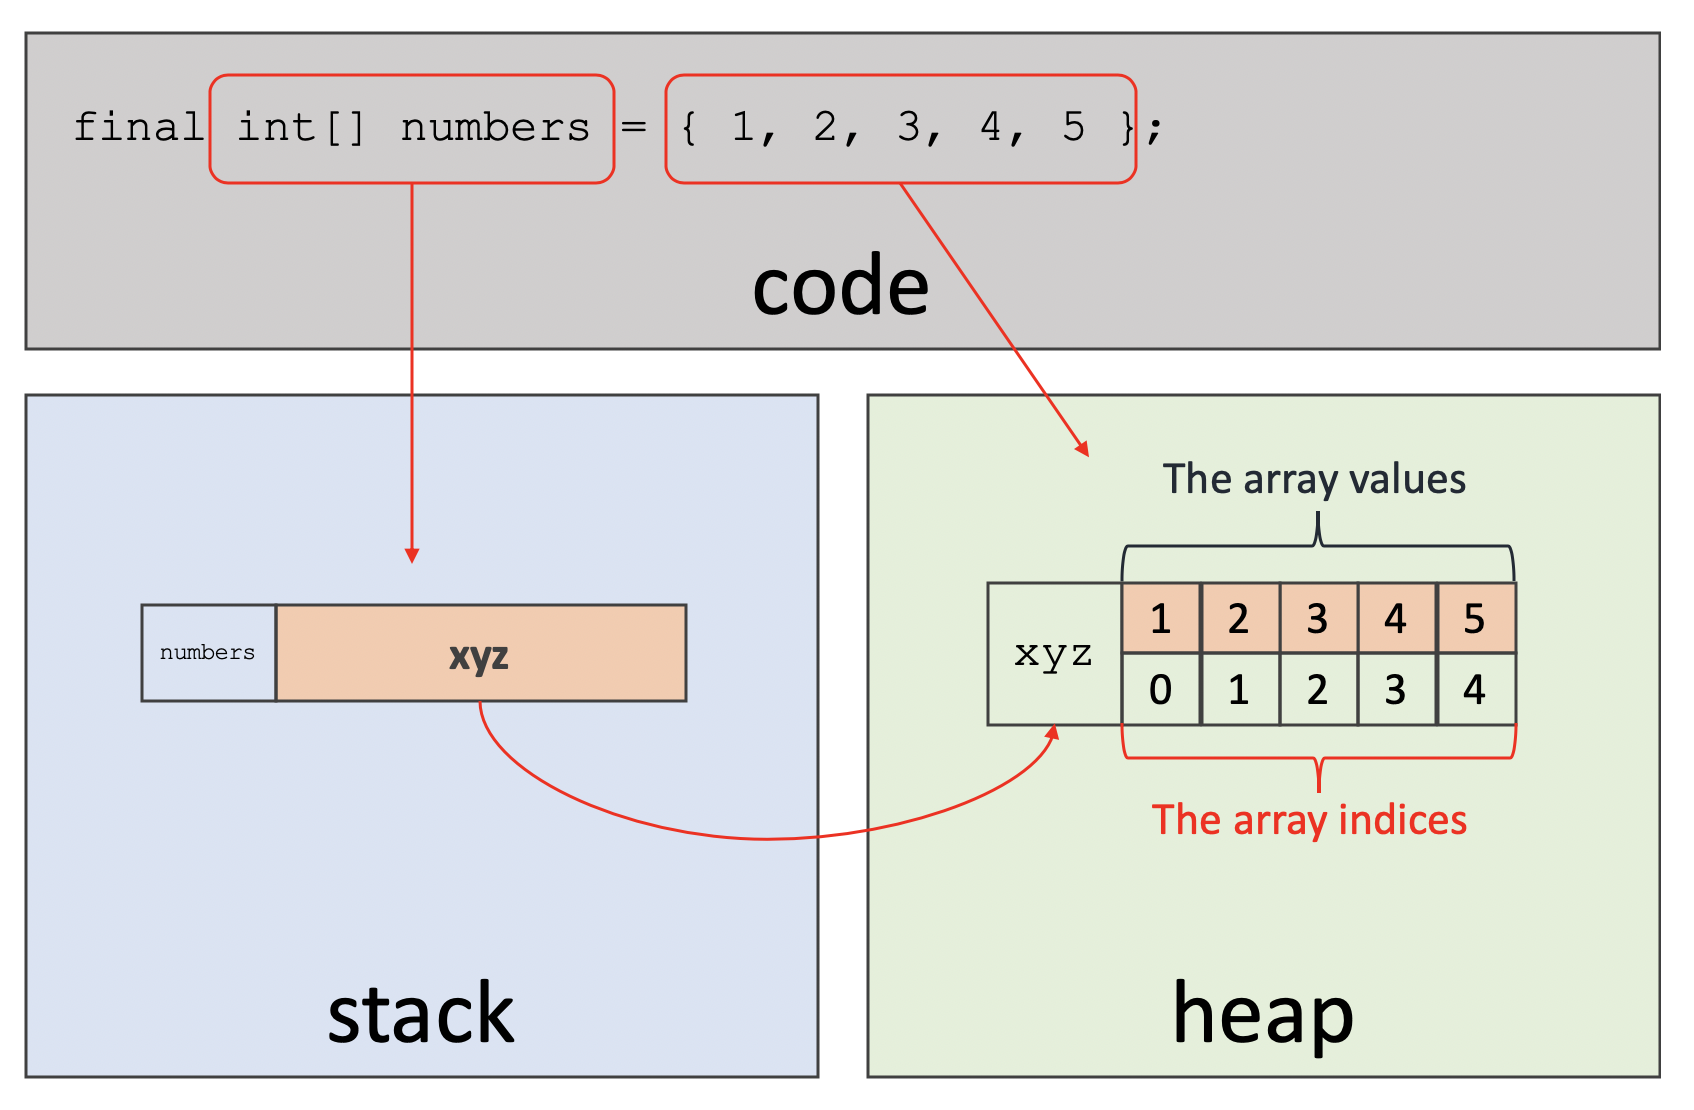 final int[] numbers = { 1, 2, 3, 4, 5 };
code
The array values
numbers xyz
xyz
1 2 3 4 5
0 1 2 3 4
The array indices
stack
heap